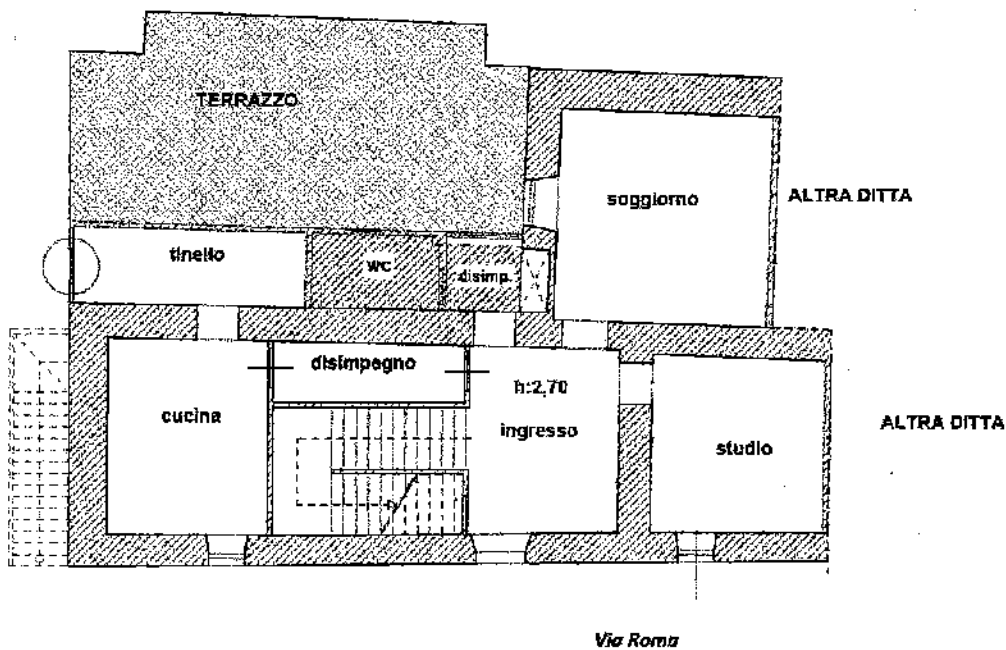 TERRAZZO
soggiorno
ALTRA DITTA
tinello
WC
disimp.
disimpegno
h:2,70
cucina
ingresso
studio
ALTRA DITTA
Via Roma